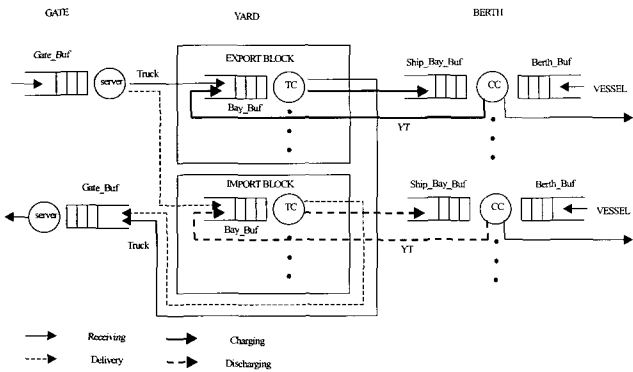 GATE
YARD
BERTH
Gate_Buf
server
Truck
EXPORT BLOCK
Bay_Buf
TC
Ship_Bay_Buf
CC
Berth_Buf
VESSEL
YT
Gate_Buf
server
Truck
IMPORT BLOCK
Bay_Buf
TC
Ship_Bay_Buf
CC
Berth_Buf
VESSEL
YT
Receiving
Charging
Delivery
Discharging